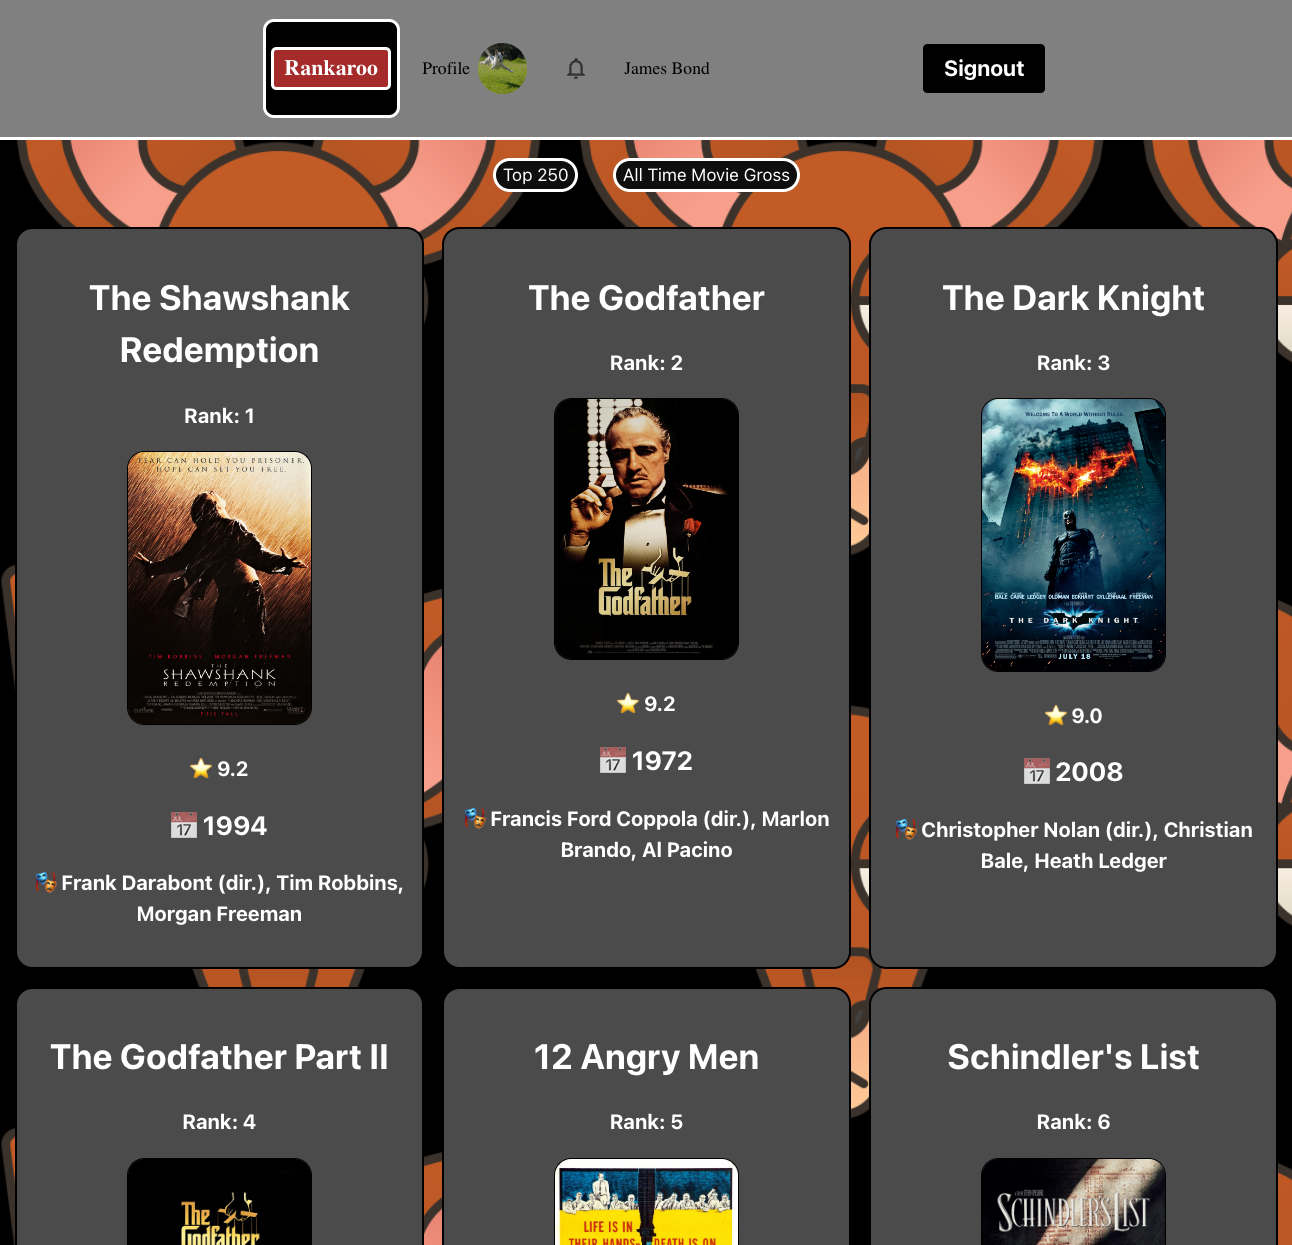 Rankaroo
Profile
James Bond
Signout
Top 250
All Time Movie Gross
The Shawshank
Redemption
Rank: 1
FEAR CAN HOLD YOU PRISONER.
HOPE CAN SET YOU FREE.
TIM ROBBINS MORGAN FREEMAN
THE
SHAWSHANK
REDEMPTION
THIS FALL
9.2
JUL
17
1994
Frank Darabont (dir.), Tim Robbins,
Morgan Freeman
The Godfather
Rank: 2
The
Godfather
9.2
JUL
17
1972
Francis Ford Coppola (dir.), Marlon
Brando, Al Pacino
The Dark Knight
Rank: 3
WELCOME TO A WORLD WITHOUT RULES.
BALE CAINE LEDGER OLDMAN ECKHART GYLLENHAAL FREEMAN
THE DARK KNIGHT
JULY 18
9.0
JUL
17
2008
Christopher Nolan (dir.), Christian
Bale, Heath Ledger
The Godfather Part II
Rank: 4
The
Godfather
12 Angry Men
Rank: 5
LIFE IS IN
THEIR HANDS-
DEATH IS ON
Schindler's List
Rank: 6
SCHINDLER'S LIST